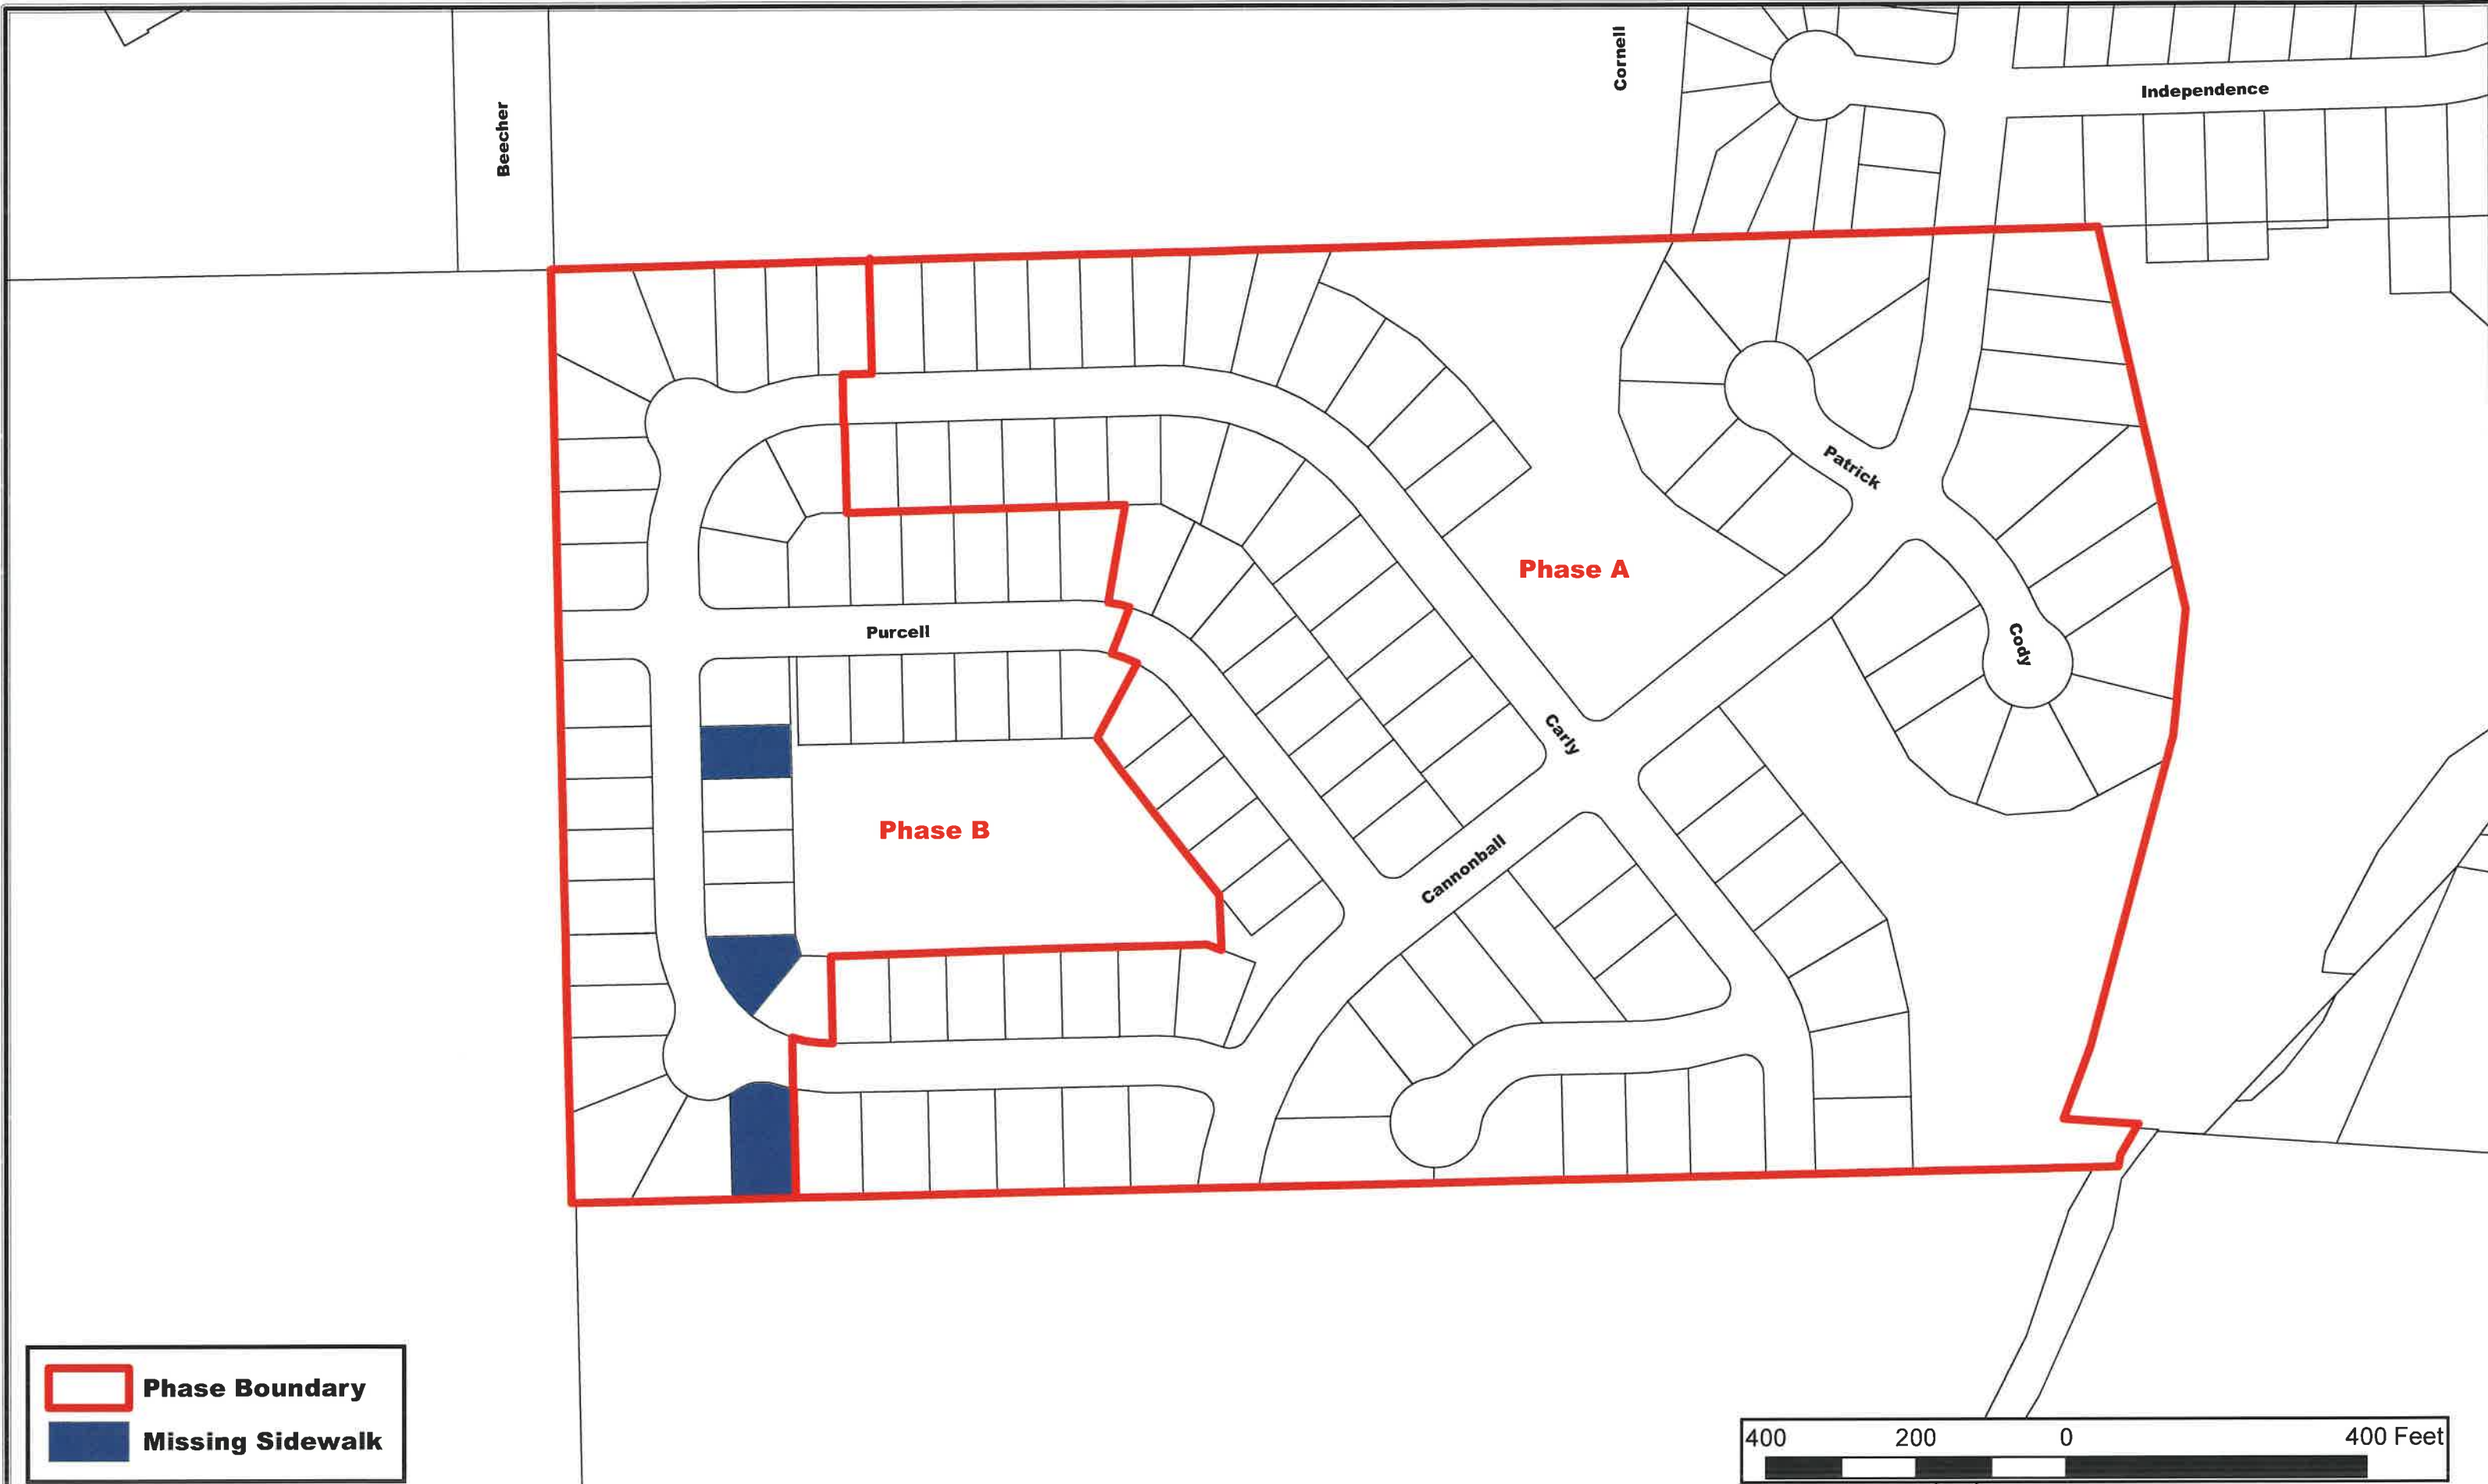 Cornell
Independence
Beecher
Patrick
Phase A
Purcell
Cody
Carly
Phase B
Cannonball
Phase Boundary
Missing Sidewalk
400 200 0 400 Feet